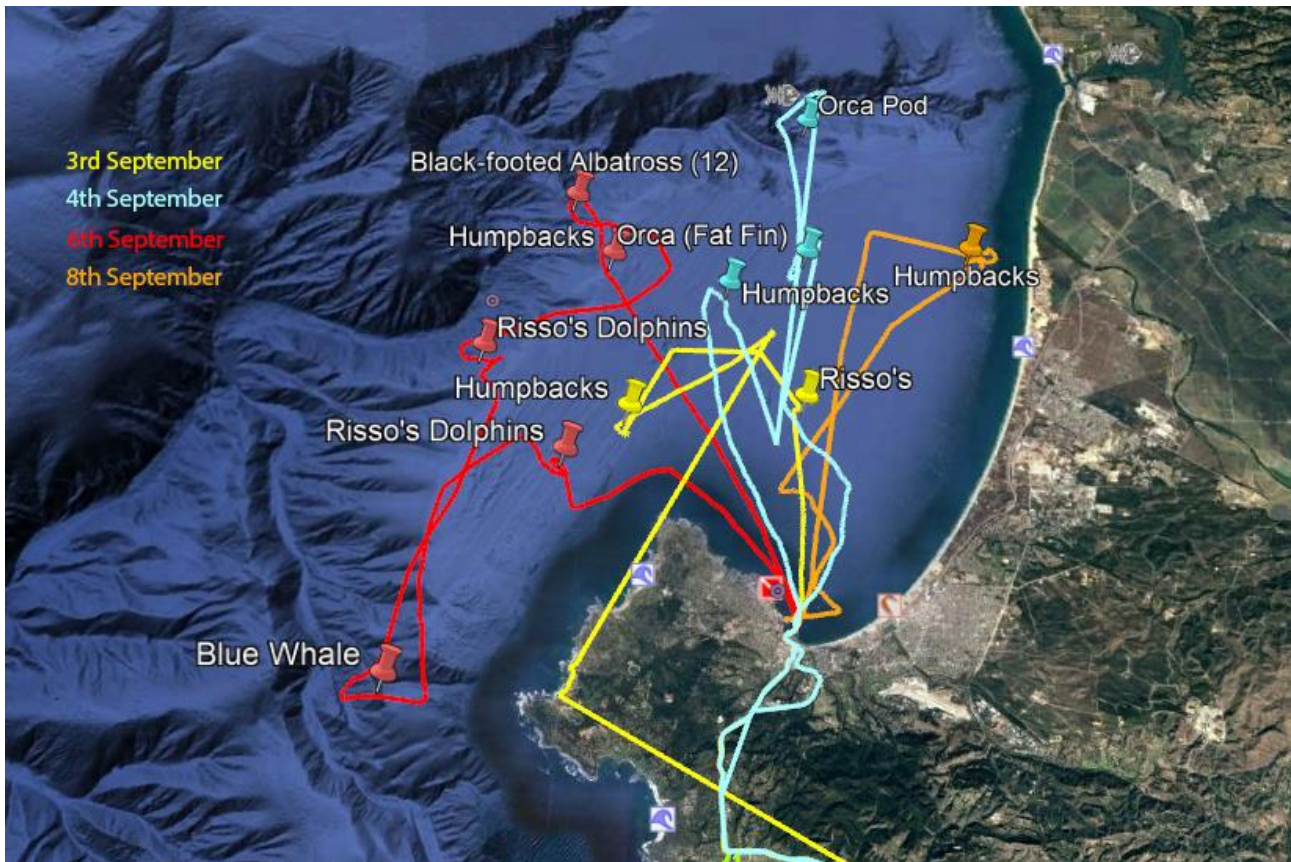 Orca Pod
3rd September
Black-footed Albatross (12)
4th September
6th September
Humpbacks
Orca (Fat Fin)
8th September
Humpbacks
Humpbacks
Risso's Dolphins
Humpbacks
Risso's
Risso's Dolphins
Blue Whale